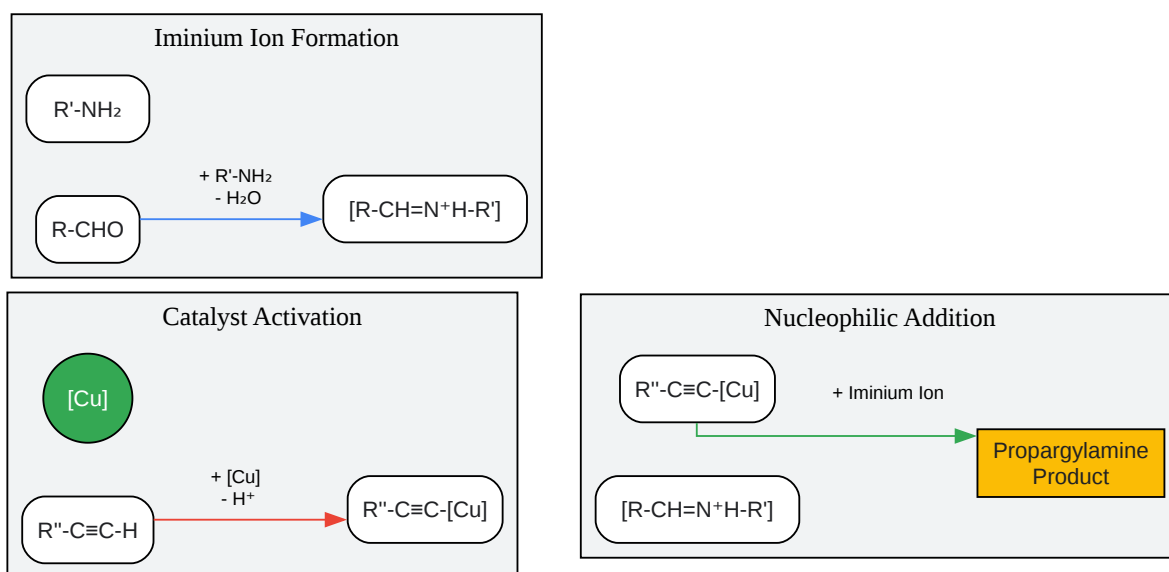 Iminium Ion Formation
R'-NH₂
+ R'-NH₂
- H₂O
R-CHO
[R-CH=N⁺H-R']
Catalyst Activation
[Cu]
+ [Cu]
- H⁺
R''-C≡C-H
R''-C≡C-[Cu]
Nucleophilic Addition
R''-C≡C-[Cu]
+ Iminium Ion
Propargylamine
Product
[R-CH=N⁺H-R']